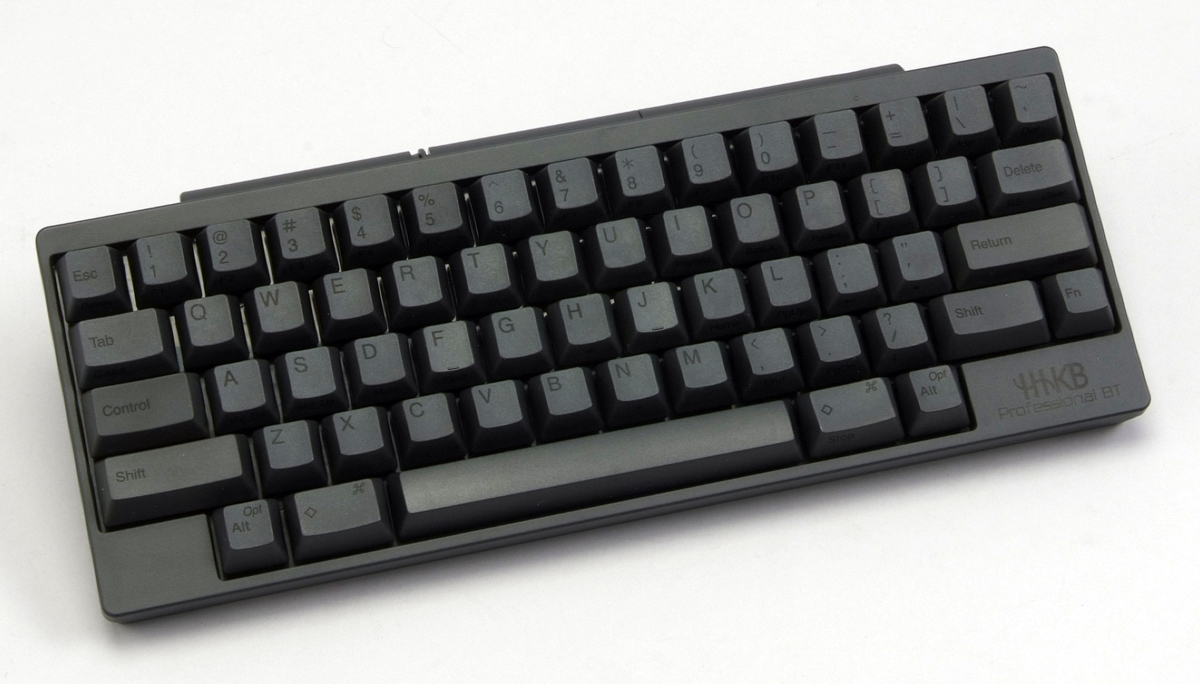 Esc ! 1 @ 2 # 3 $ 4 % 5 ^ 6 & 7 * 8 ( 9 ) 0 _ - + = | \ ~ `
Tab Q W E R T Y U I O P { [ } ] Delete
Control A S D F G H J K L : ; " ' Return
Shift Z X C V B N M < , > . ? / Shift Fn
Alt Opt ◇ ⌘ ◇ ⌘ Stop Alt Opt
HHKB
Professional BT